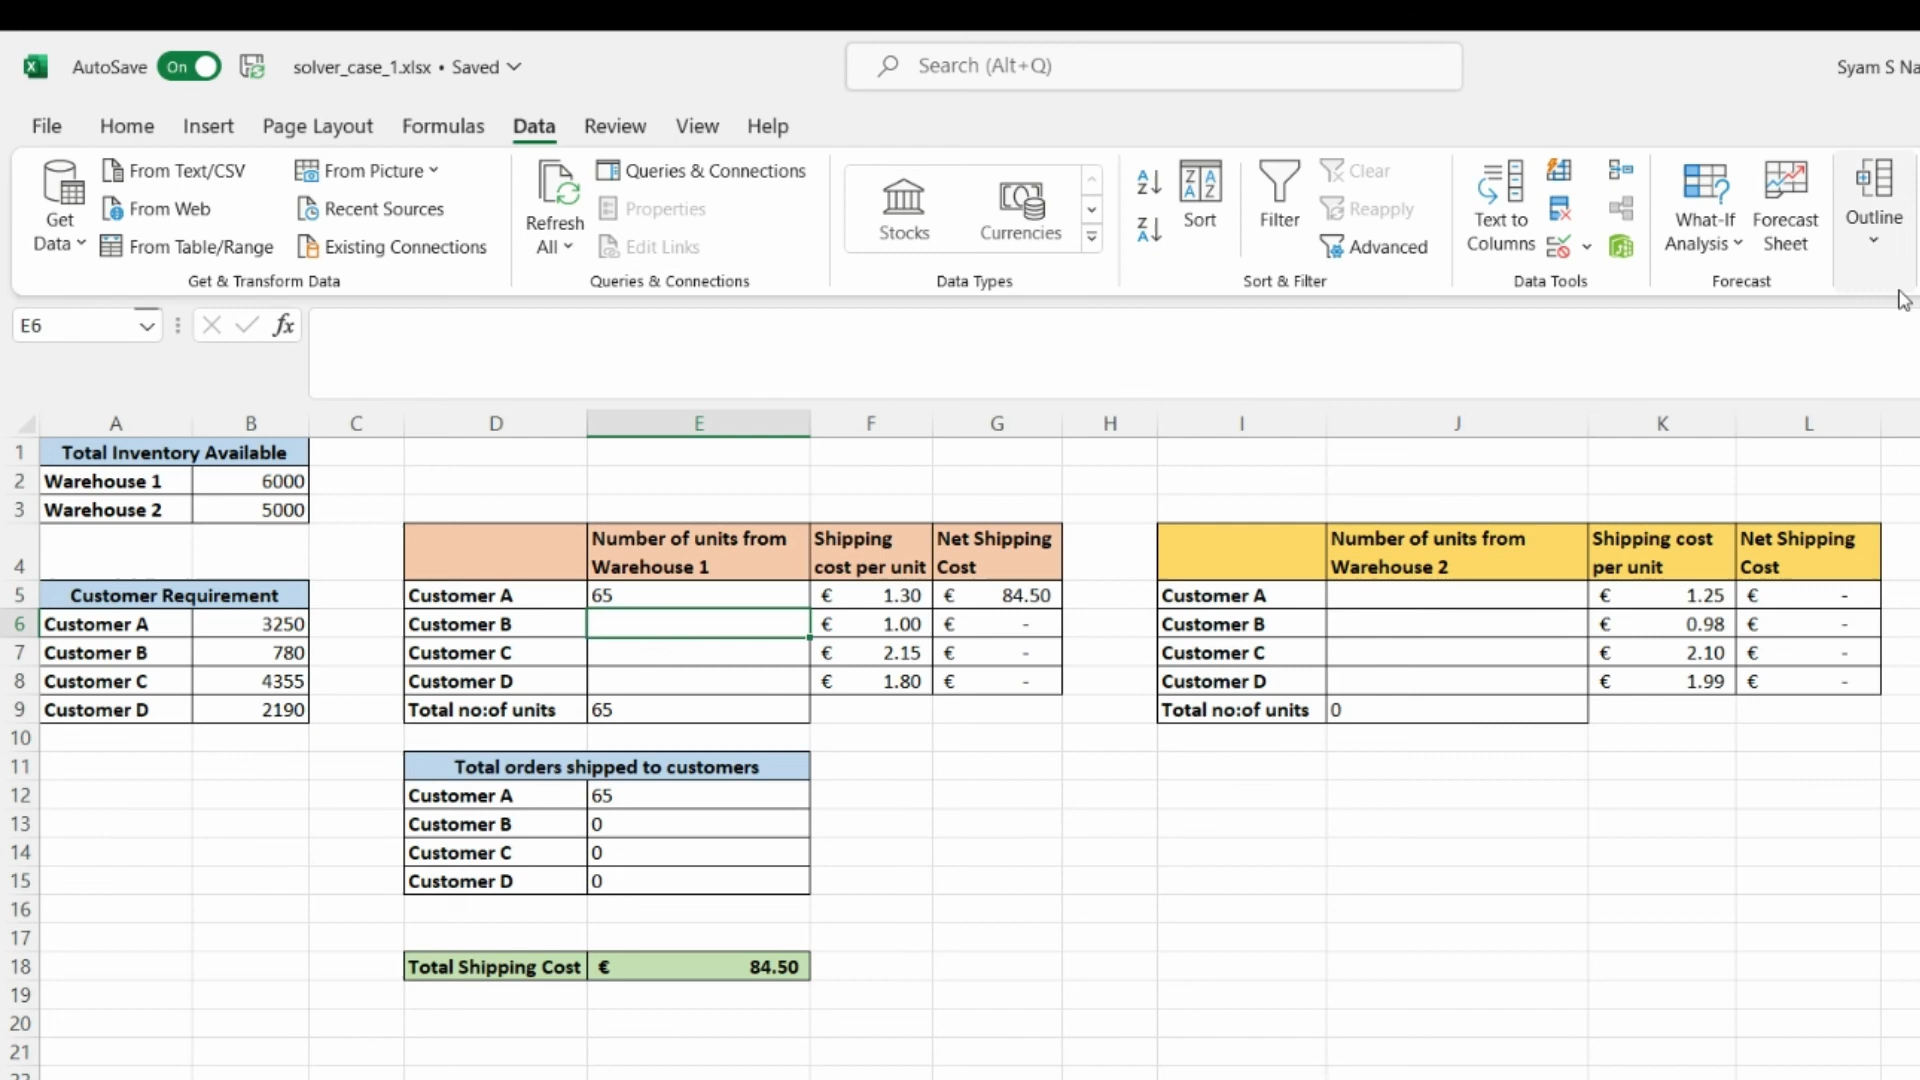 AutoSave On solver_case_1.xlsx • Saved Search (Alt+Q) Syam S Na
File Home Insert Page Layout Formulas Data Review View Help
Get Data
From Text/CSV
From Web
From Table/Range
From Picture
Recent Sources
Existing Connections
Get & Transform Data
Refresh All
Queries & Connections
Properties
Edit Links
Queries & Connections
Stocks
Currencies
Data Types
Sort
Filter
Clear
Reapply
Advanced
Sort & Filter
Text to Columns
Data Tools
What-If Analysis
Forecast Sheet
Forecast
Outline
E6 fx
A B C D E F G H I J K L
1 Total Inventory Available
2 Warehouse 1 6000
3 Warehouse 2 5000
Number of units from Shipping Net Shipping Number of units from Shipping cost Net Shipping
4 Warehouse 1 cost per unit Cost Warehouse 2 per unit Cost
5 Customer Requirement Customer A 65 € 1.30 € 84.50 Customer A € 1.25 € -
6 Customer A 3250 Customer B € 1.00 € - Customer B € 0.98 € -
7 Customer B 780 Customer C € 2.15 € - Customer C € 2.10 € -
8 Customer C 4355 Customer D € 1.80 € - Customer D € 1.99 € -
9 Customer D 2190 Total no:of units 65 Total no:of units 0
10
11 Total orders shipped to customers
12 Customer A 65
13 Customer B 0
14 Customer C 0
15 Customer D 0
16
17
18 Total Shipping Cost € 84.50
19
20
21